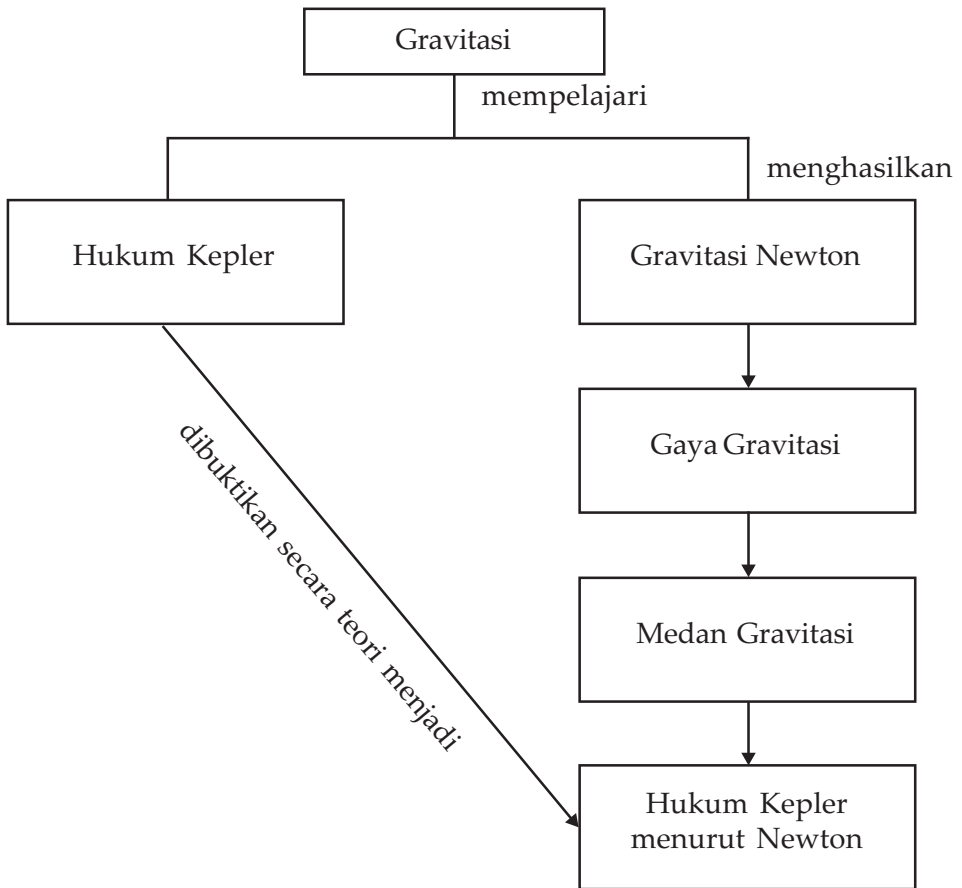 Gravitasi
mempelajari
menghasilkan
Hukum Kepler
Gravitasi Newton
Gaya Gravitasi
dibuktikan secara teori menjadi
Medan Gravitasi
Hukum Kepler
menurut Newton